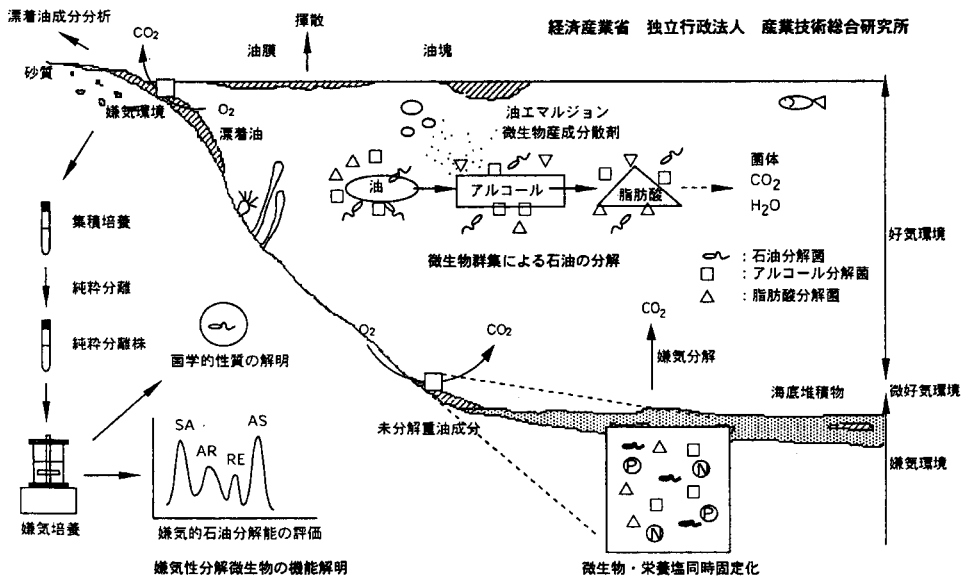 経済産業省　独立行政法人　産業技術総合研究所
漂着油成分分析
CO₂
揮散
油膜
油塊
砂質
嫌気環境
O₂
漂着油
油エマルジョン
微生物産成分散剤
油
アルコール
脂肪酸
菌体
CO₂
H₂O
微生物群集による石油の分解
：石油分解菌
：アルコール分解菌
：脂肪酸分解菌
好気環境
集積培養
純粋分離
純粋分離株
菌学的性質の解明
O₂
CO₂
CO₂
嫌気分解
海底堆積物
微好気環境
未分解重油成分
嫌気環境
SA
AR
RE
AS
P
N
P
N
嫌気培養
嫌気的石油分解能の評価
嫌気性分解微生物の機能解明
微生物・栄養塩同時固定化